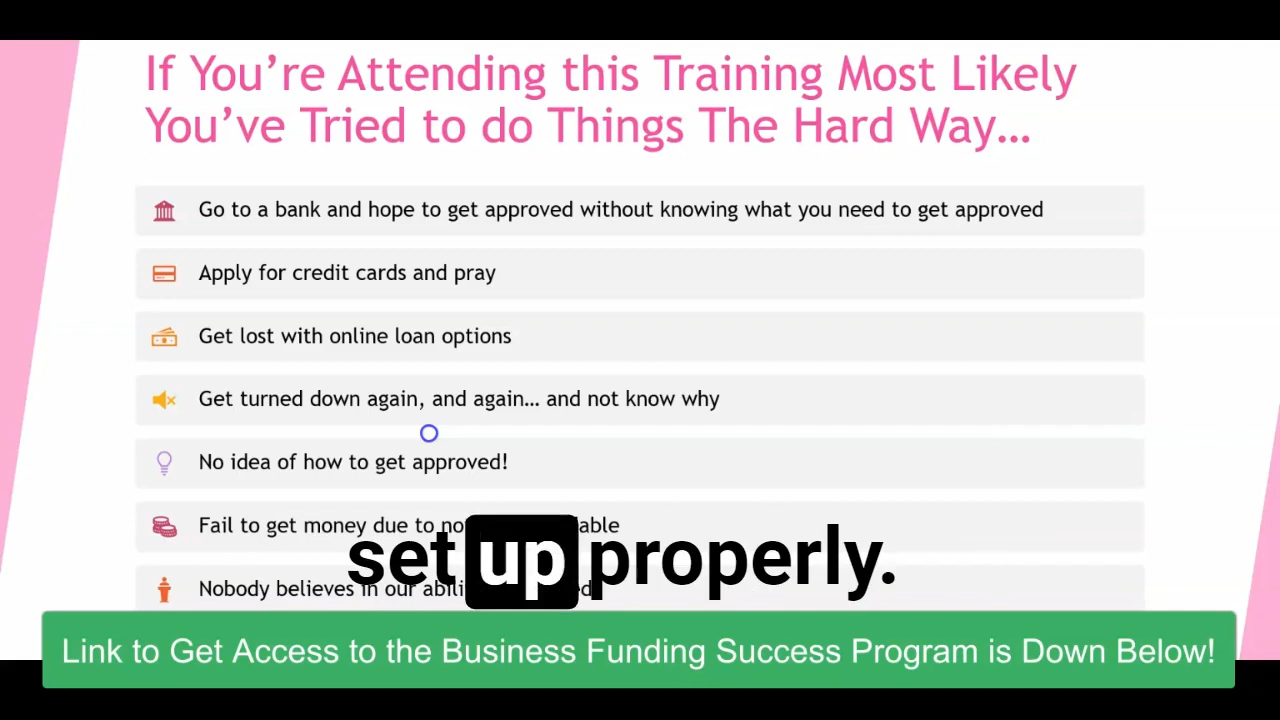 If You're Attending this Training Most Likely
You've Tried to do Things The Hard Way...
Go to a bank and hope to get approved without knowing what you need to get approved
Apply for credit cards and pray
Get lost with online loan options
Get turned down again, and again... and not know why
No idea of how to get approved!
Fail to get money due to
set up properly.
Nobody believes in our
Link to Get Access to the Business Funding Success Program is Down Below!